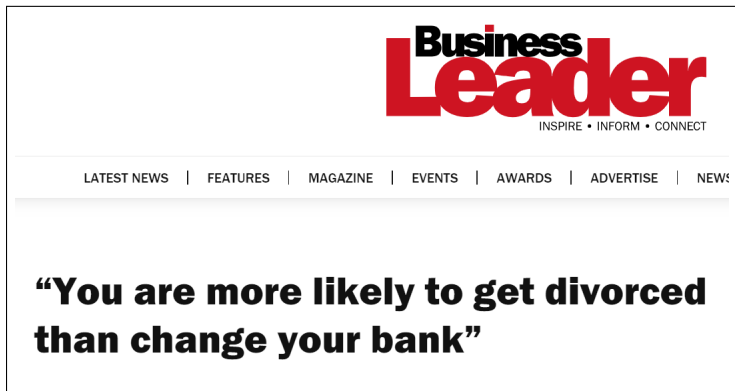 Business
Leader
INSPIRE • INFORM • CONNECT
LATEST NEWS | FEATURES | MAGAZINE | EVENTS | AWARDS | ADVERTISE | NEWS
“You are more likely to get divorced
than change your bank”